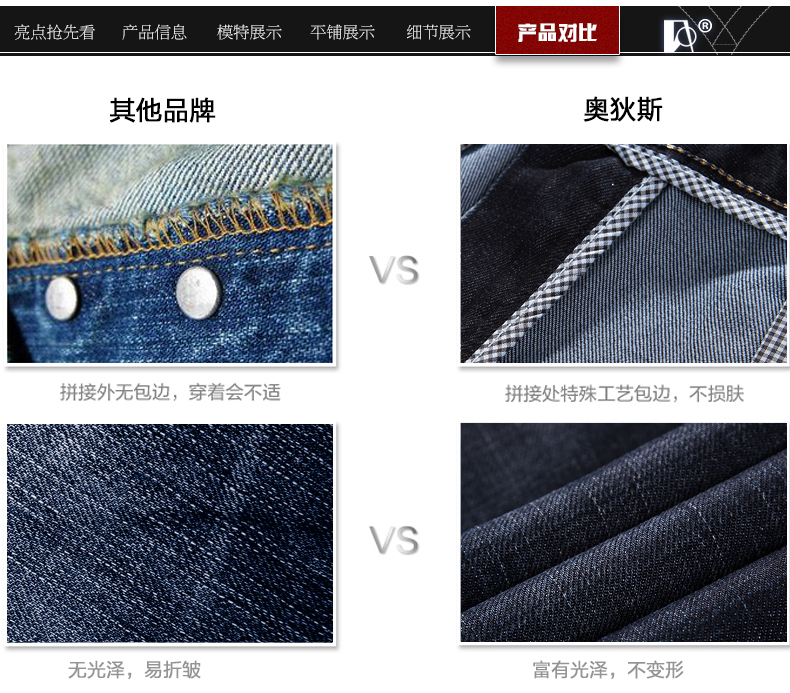 亮点抢先看 产品信息 模特展示 平铺展示 细节展示 产品对比 ®
其他品牌 奥狄斯
VS
拼接外无包边，穿着会不适 拼接处特殊工艺包边，不损肤
VS
无光泽，易折皱 富有光泽，不变形